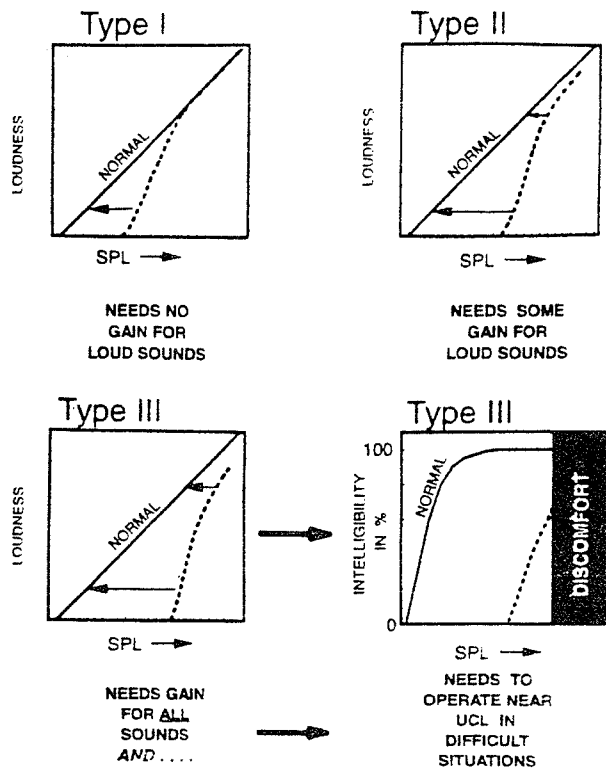 Type I
LOUDNESS
NORMAL
SPL
NEEDS NO
GAIN FOR
LOUD SOUNDS
Type II
LOUDNESS
NORMAL
SPL
NEEDS SOME
GAIN FOR
LOUD SOUNDS
Type III
LOUDNESS
NORMAL
SPL
NEEDS GAIN
FOR ALL
SOUNDS
AND ....
Type III
100
INTELLIGIBILITY
IN %
0
NORMAL
DISCOMFORT
SPL
NEEDS TO
OPERATE NEAR
UCL IN
DIFFICULT
SITUATIONS